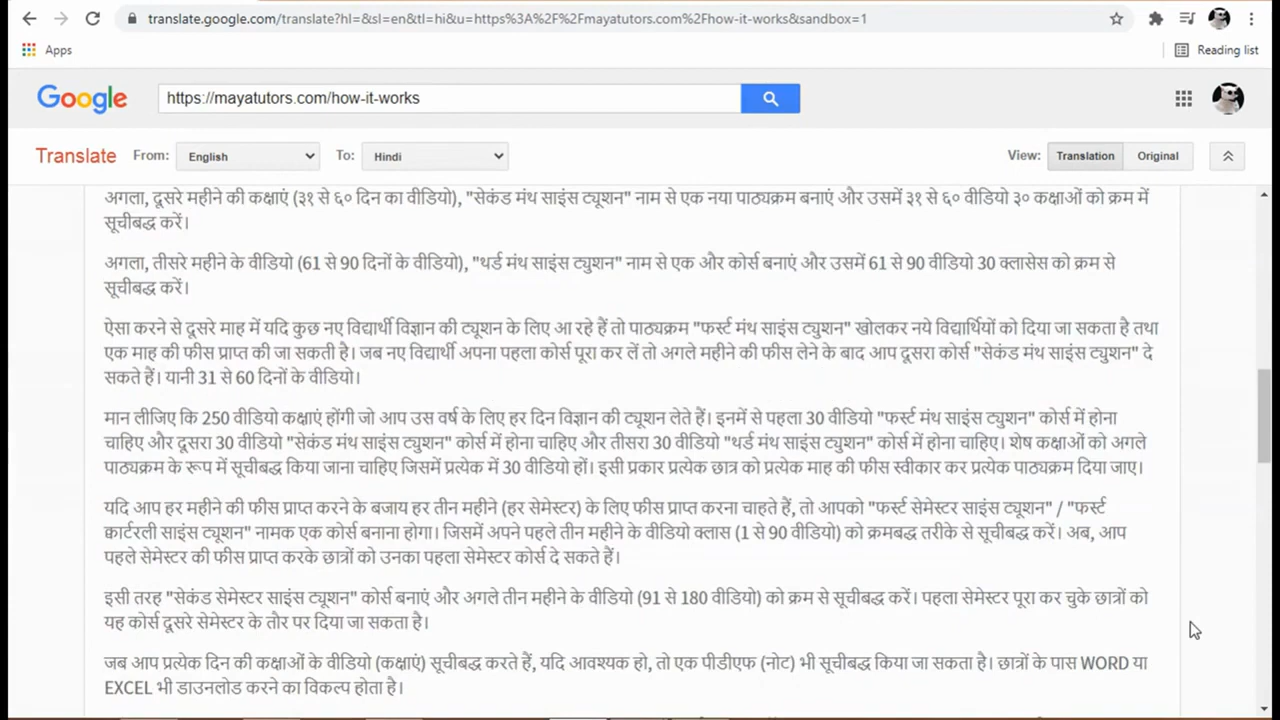 translate.google.com/translate?hl=&sl=en&tl=hi&u=https%3A%2F%2Fmayatutors.com%2Fhow-it-works&sandbox=1
Apps
Reading list
Google
https://mayatutors.com/how-it-works
Translate From: English To: Hindi View: Translation Original
अगला, दूसरे महीने की कक्षाएं (३१ से ६० दिन का वीडियो), "सेकंड मंथ साइंस ट्यूशन" नाम से एक नया पाठ्यक्रम बनाएं और उसमें ३१ से ६० वीडियो ३० कक्षाओं को क्रम में
सूचीबद्ध करें।
अगला, तीसरे महीने के वीडियो (61 से 90 दिनों के वीडियो), "थर्ड मंथ साइंस ट्युशन" नाम से एक और कोर्स बनाएं और उसमें 61 से 90 वीडियो 30 क्लासेस को क्रम से
सूचीबद्ध करें।
ऐसा करने से दूसरे माह में यदि कुछ नए विद्यार्थी विज्ञान की ट्यूशन के लिए आ रहे हैं तो पाठ्यक्रम "फर्स्ट मंथ साइंस ट्युशन" खोलकर नये विद्यार्थियों को दिया जा सकता है तथा
एक माह की फीस प्राप्त की जा सकती है। जब नए विद्यार्थी अपना पहला कोर्स पूरा कर लें तो अगले महीने की फीस लेने के बाद आप दूसरा कोर्स "सेकंड मंथ साइंस ट्युशन" दे
सकते हैं। यानी 31 से 60 दिनों के वीडियो।
मान लीजिए कि 250 वीडियो कक्षाएं होंगी जो आप उस वर्ष के लिए हर दिन विज्ञान की ट्यूशन लेते हैं। इनमें से पहला 30 वीडियो "फर्स्ट मंथ साइंस ट्युशन" कोर्स में होना
चाहिए और दूसरा 30 वीडियो "सेकंड मंथ साइंस ट्युशन" कोर्स में होना चाहिए और तीसरा 30 वीडियो "थर्ड मंथ साइंस ट्युशन" कोर्स में होना चाहिए। शेष कक्षाओं को अगले
पाठ्यक्रम के रूप में सूचीबद्ध किया जाना चाहिए जिसमें प्रत्येक में 30 वीडियो हों। इसी प्रकार प्रत्येक छात्र को प्रत्येक माह की फीस स्वीकार कर प्रत्येक पाठ्यक्रम दिया जाए।
यदि आप हर महीने की फीस प्राप्त करने के बजाय हर तीन महीने (हर सेमेस्टर) के लिए फीस प्राप्त करना चाहते हैं, तो आपको "फर्स्ट सेमेस्टर साइंस ट्यूशन" / "फर्स्ट
क्वार्टरली साइंस ट्यूशन" नामक एक कोर्स बनाना होगा। जिसमें अपने पहले तीन महीने के वीडियो क्लास (1 से 90 वीडियो) को क्रमबद्ध तरीके से सूचीबद्ध करें। अब, आप
पहले सेमेस्टर की फीस प्राप्त करके छात्रों को उनका पहला सेमेस्टर कोर्स दे सकते हैं।
इसी तरह "सेकंड सेमेस्टर साइंस ट्यूशन" कोर्स बनाएं और अगले तीन महीने के वीडियो (91 से 180 वीडियो) को क्रम से सूचीबद्ध करें। पहला सेमेस्टर पूरा कर चुके छात्रों को
यह कोर्स दूसरे सेमेस्टर के तौर पर दिया जा सकता है।
जब आप प्रत्येक दिन की कक्षाओं के वीडियो (कक्षाएं) सूचीबद्ध करते हैं, यदि आवश्यक हो, तो एक पीडीएफ (नोट) भी सूचीबद्ध किया जा सकता है। छात्रों के पास WORD या
EXCEL भी डाउनलोड करने का विकल्प होता है।